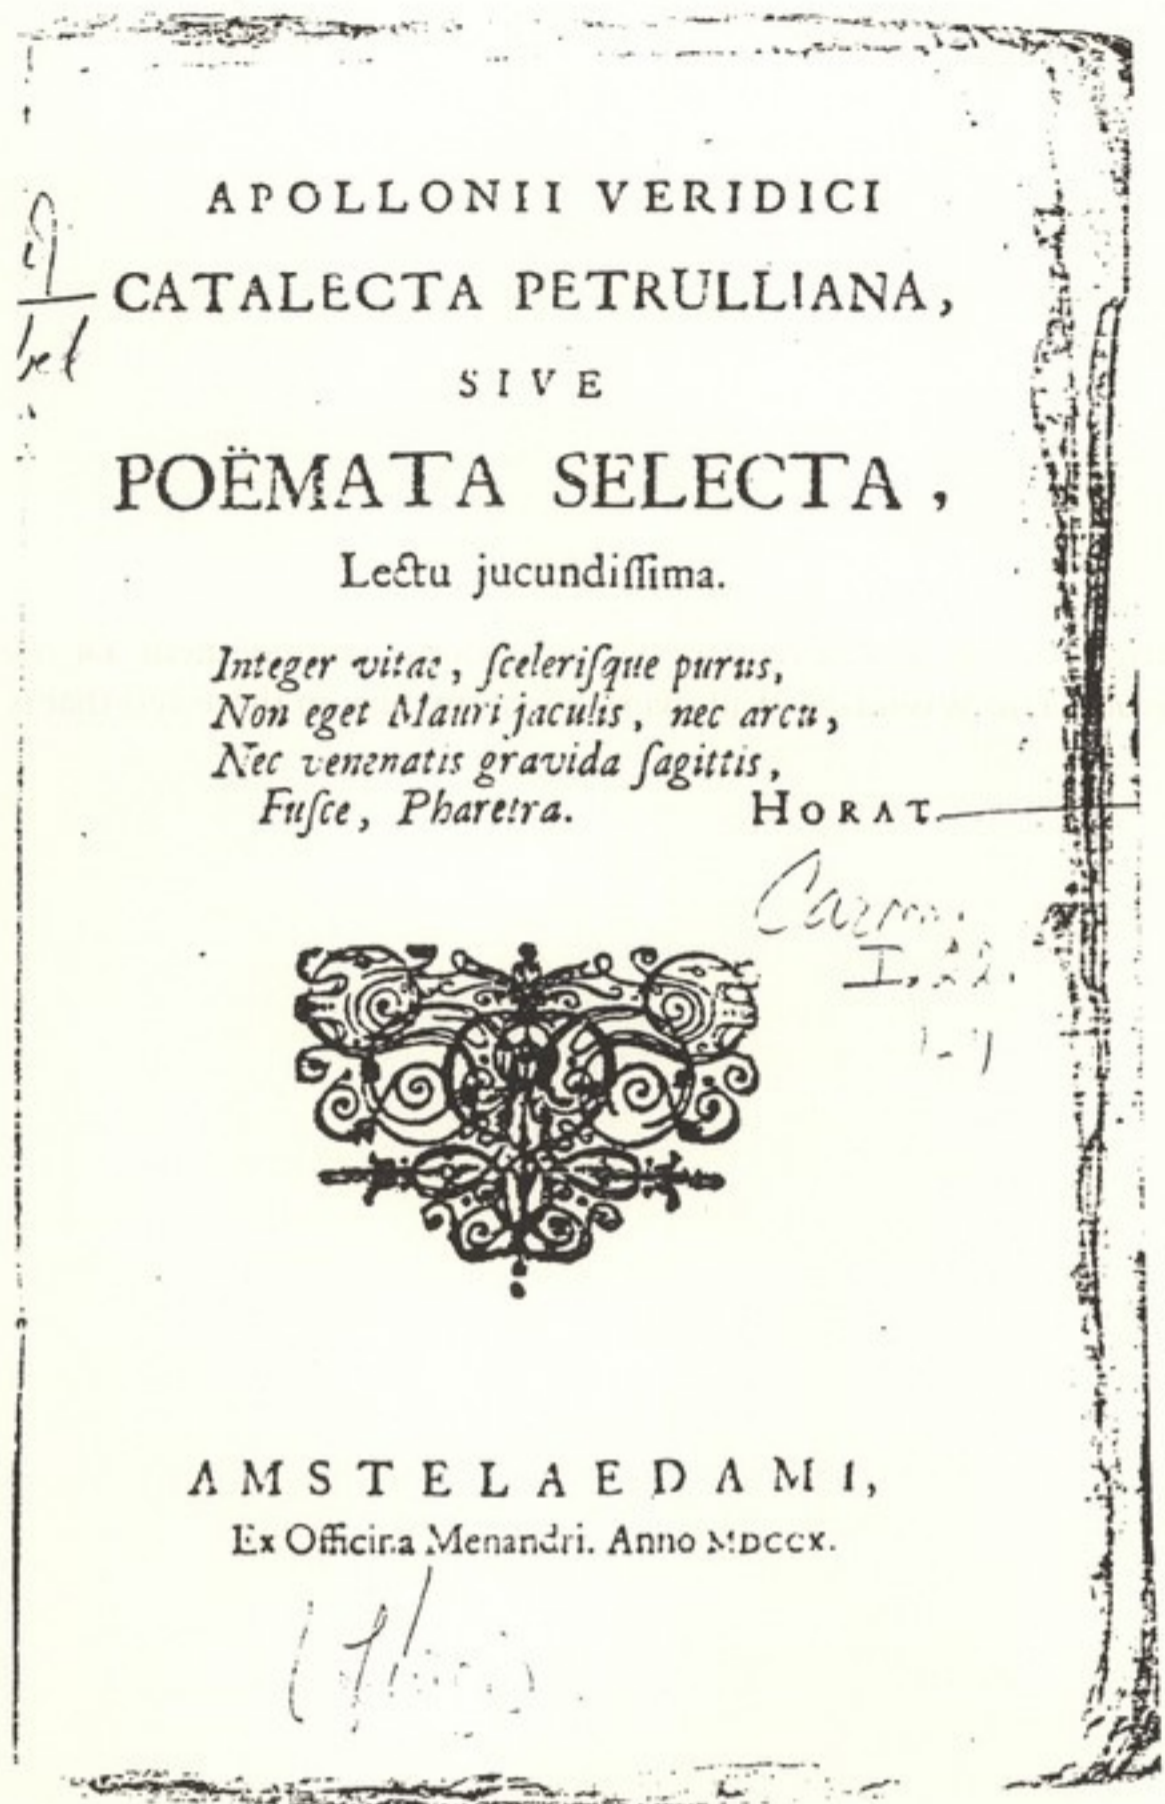 APOLLONII VERIDICI
CATALECTA PETRULLIANA,
SIVE
POËMATA SELECTA,
Lectu jucundiſſima.
Integer vitae, ſceleriſque purus,
Non eget Mauri jaculis, nec arcu,
Nec venenatis gravida ſagittis,
Fuſce, Pharetra. HORAT.
Carm.
I. 22.
AMSTELAEDAMI,
Ex Officina Menandri. Anno MDCCX.